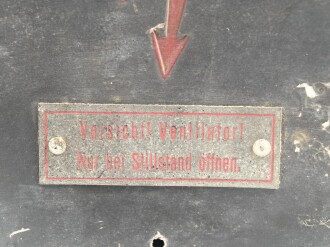 Vorsicht! Ventilator!
Nur bei Stillstand öffnen.